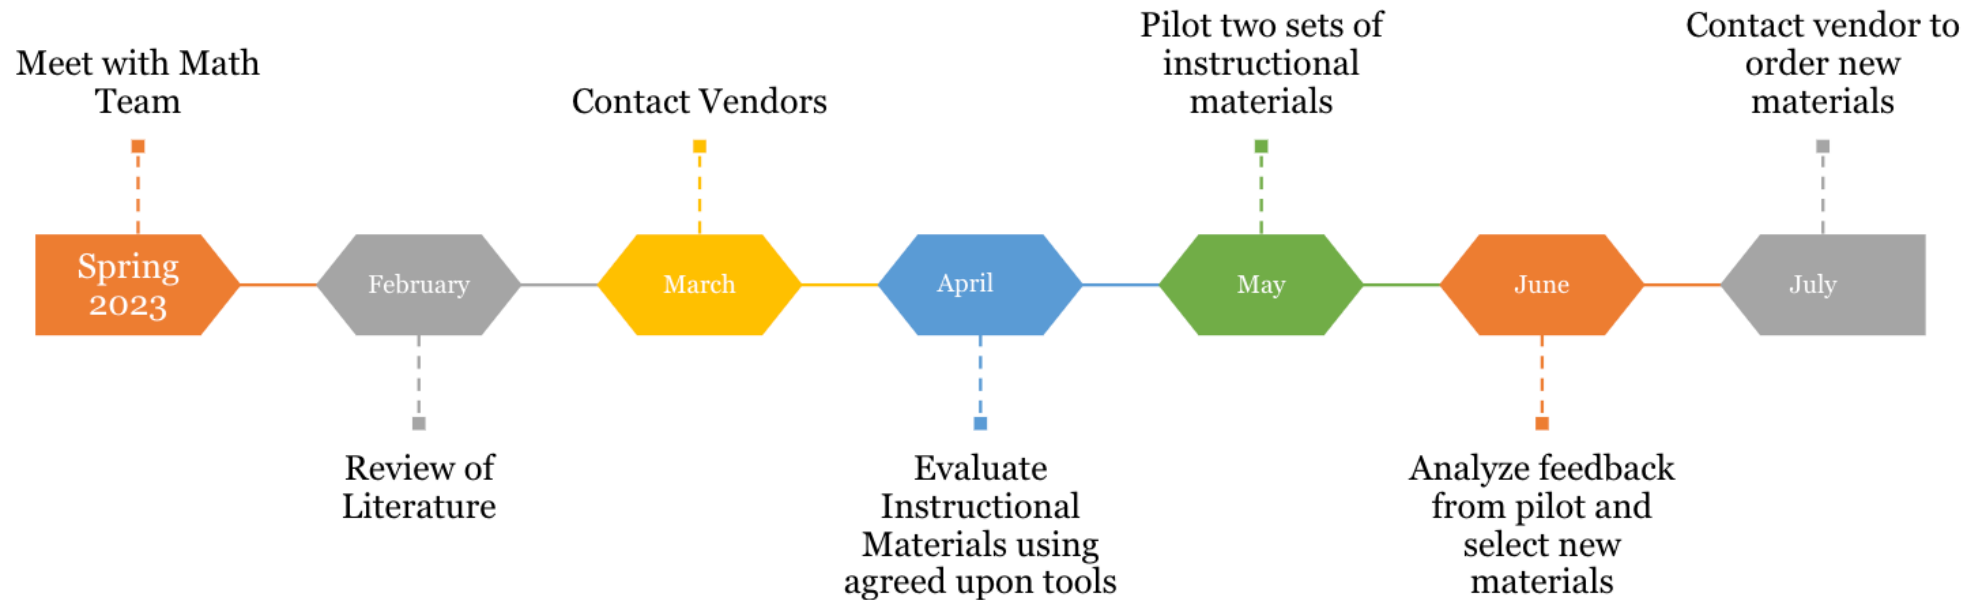 Meet with Math
Team
Spring
2023
February
Review of
Literature
Contact Vendors
March
April
Evaluate
Instructional
Materials using
agreed upon tools
Pilot two sets of
instructional
materials
May
June
Analyze feedback
from pilot and
select new
materials
Contact vendor to
order new
materials
July